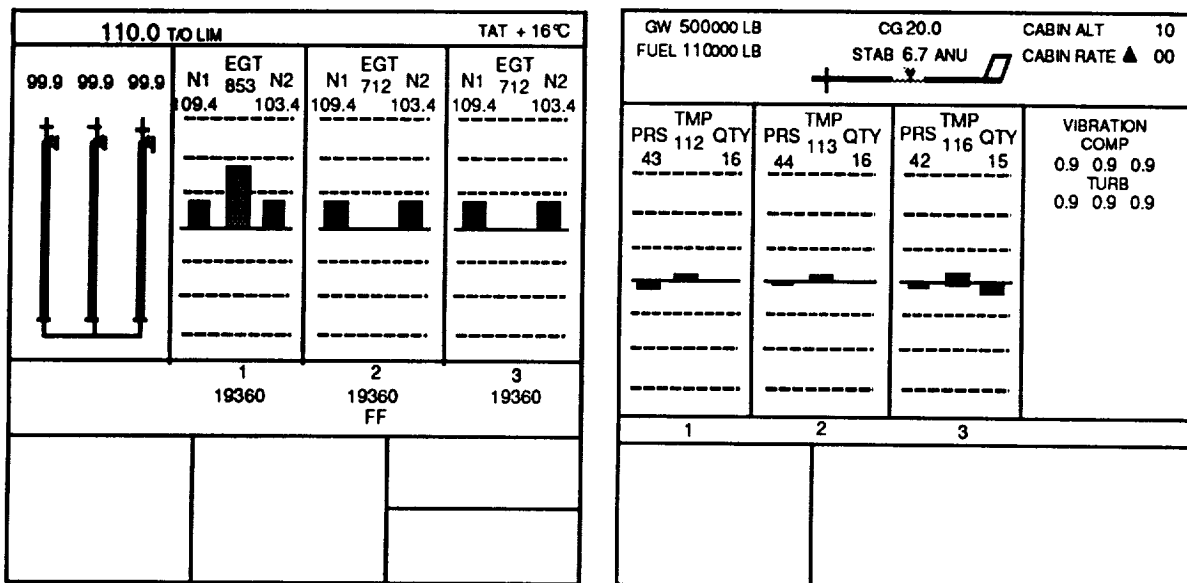 110.0 T/O LIM TAT + 16°C
99.9 99.9 99.9
EGT EGT EGT
N1 853 N2 N1 712 N2 N1 712 N2
109.4 103.4 109.4 103.4 109.4 103.4
1 2 3
19360 19360 19360
FF
GW 500000 LB CG 20.0 CABIN ALT 10
FUEL 110000 LB STAB 6.7 ANU CABIN RATE ▲ 00
TMP TMP TMP VIBRATION
PRS 112 QTY PRS 113 QTY PRS 116 QTY COMP
43 16 44 16 42 15 0.9 0.9 0.9
TURB
0.9 0.9 0.9
1 2 3